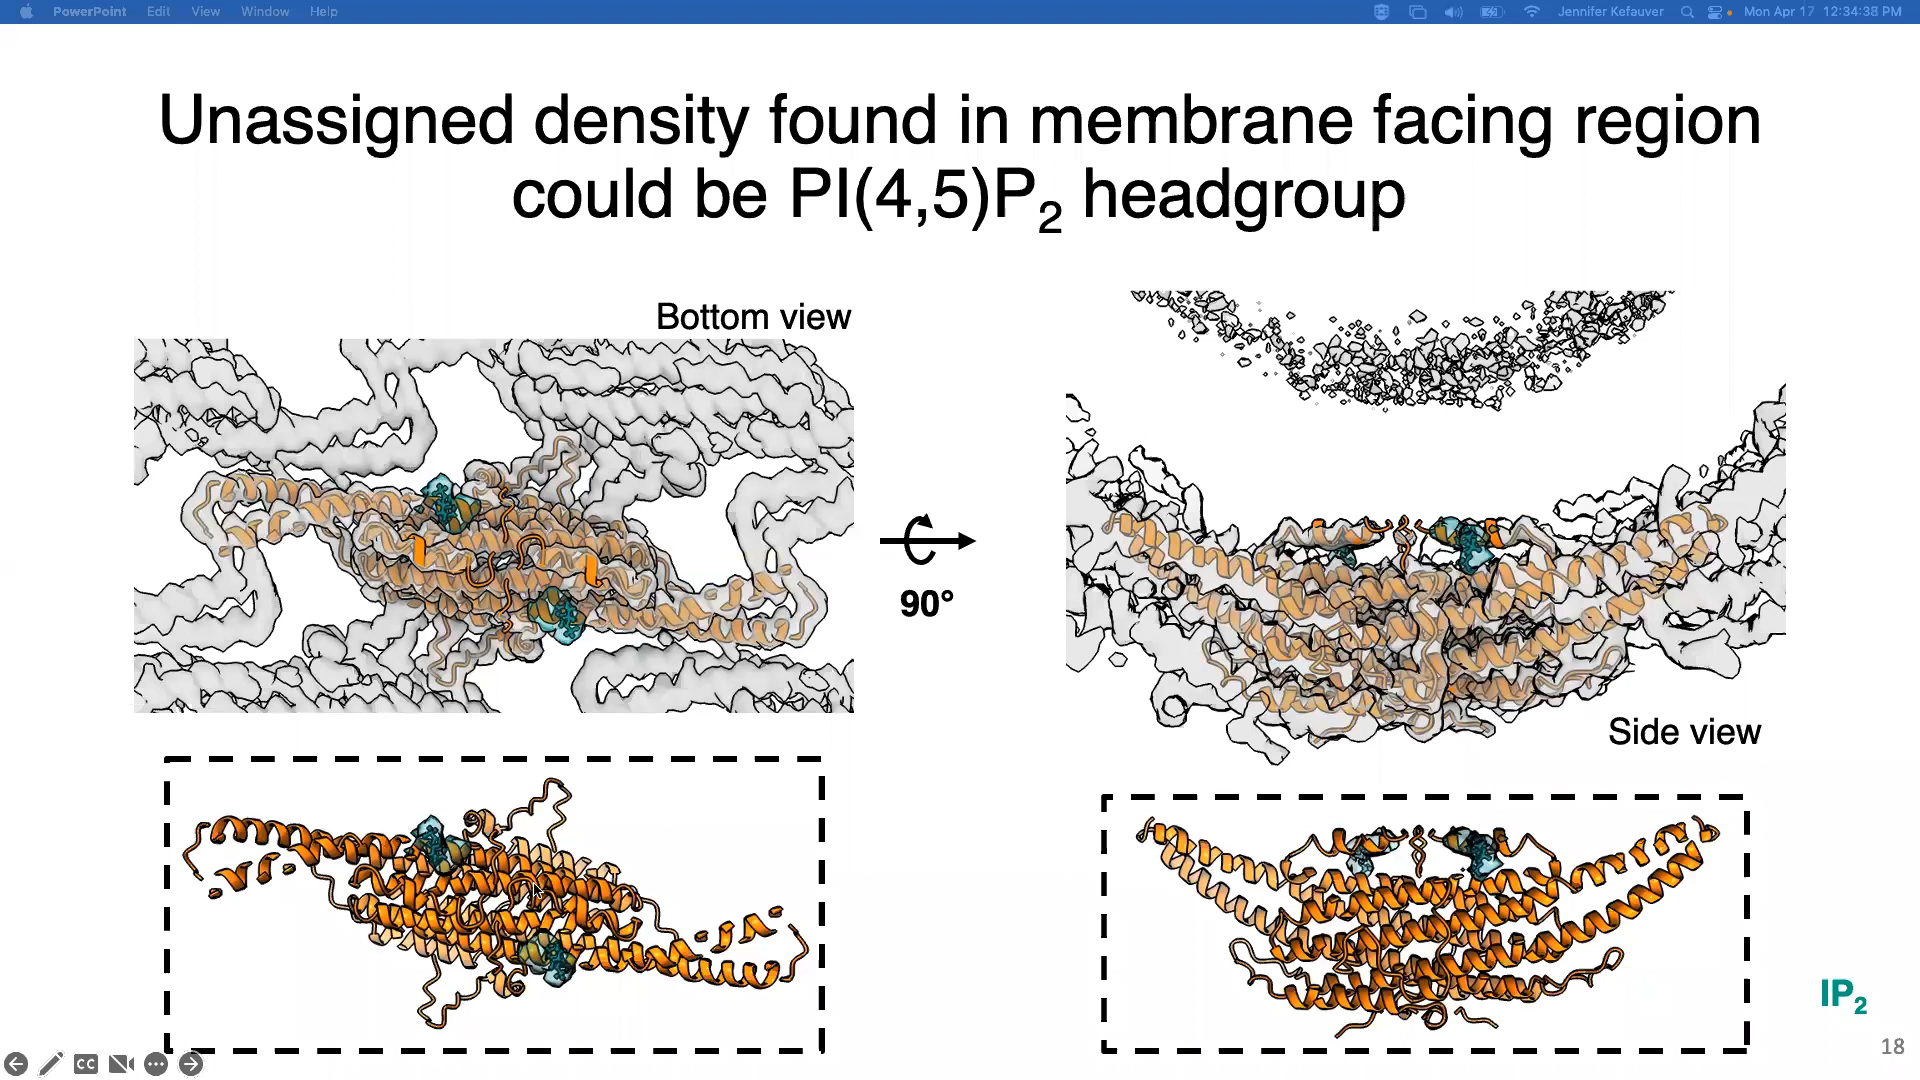 PowerPoint Edit View Window Help Jennifer Kefauver Mon Apr 17 12:34:38 PM
Unassigned density found in membrane facing region
could be PI(4,5)P₂ headgroup
Bottom view
90°
Side view
IP₂
18
CC